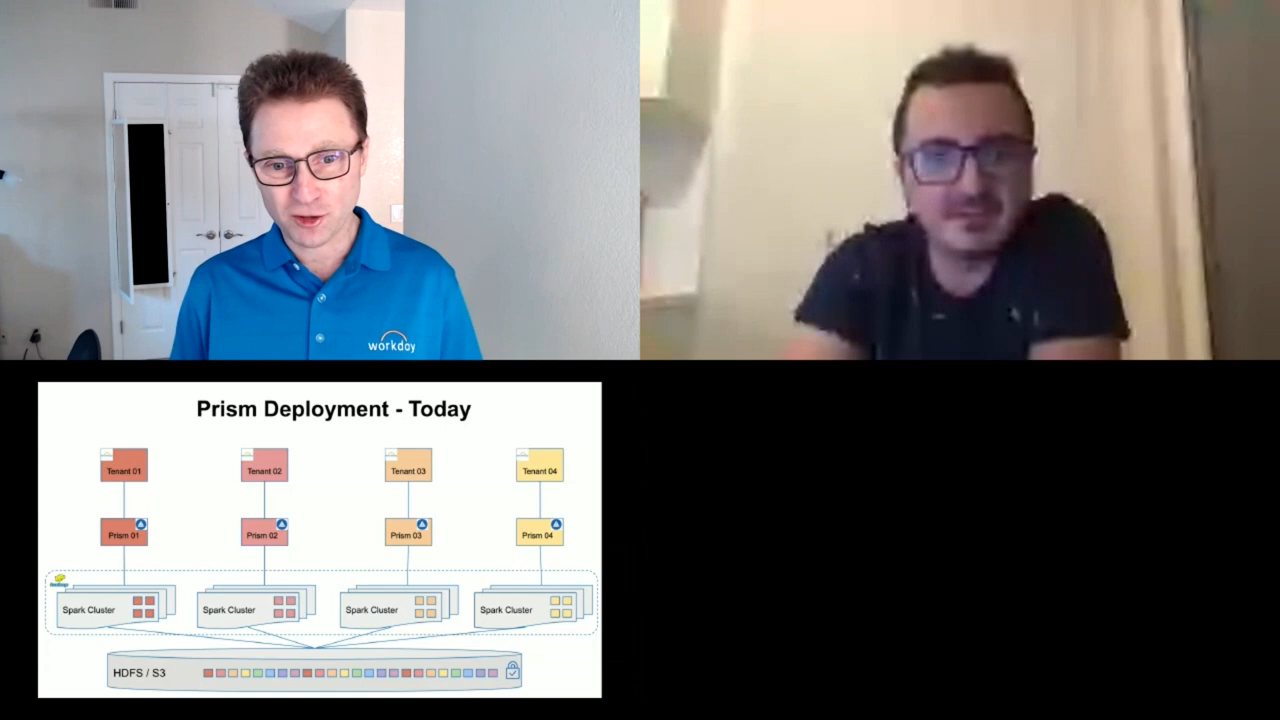 workday
Prism Deployment - Today
Tenant 01
Tenant 02
Tenant 03
Tenant 04
Prism 01
Prism 02
Prism 03
Prism 04
Spark Cluster
Spark Cluster
Spark Cluster
Spark Cluster
HDFS / S3